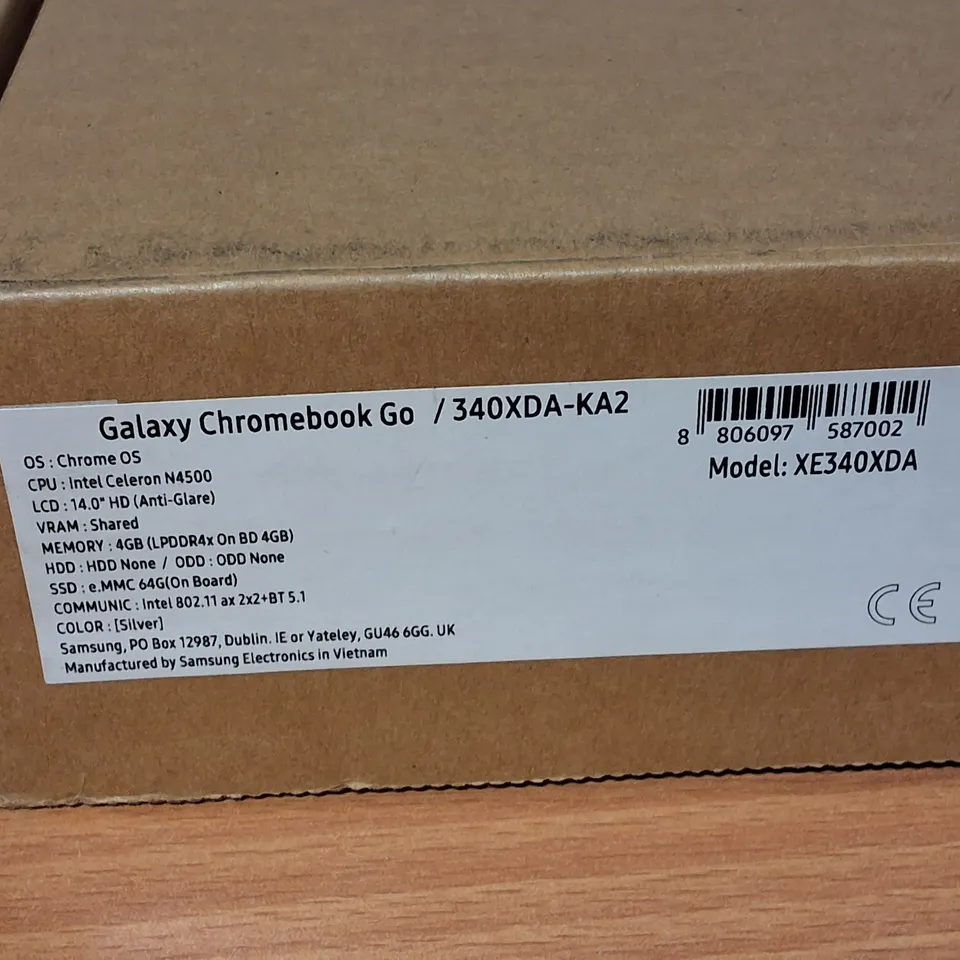 Galaxy Chromebook Go / 340XDA-KA2
8 806097 587002
Model: XE340XDA
OS : Chrome OS
CPU : Intel Celeron N4500
LCD : 14.0" HD (Anti-Glare)
VRAM : Shared
MEMORY : 4GB (LPDDR4x On BD 4GB)
HDD : HDD None / ODD : ODD None
SSD : e.MMC 64G(On Board)
COMMUNIC : Intel 802.11 ax 2x2+BT 5.1
COLOR : [Silver]
Samsung, PO Box 12987, Dublin. IE or Yateley, GU46 6GG. UK
Manufactured by Samsung Electronics in Vietnam
CE